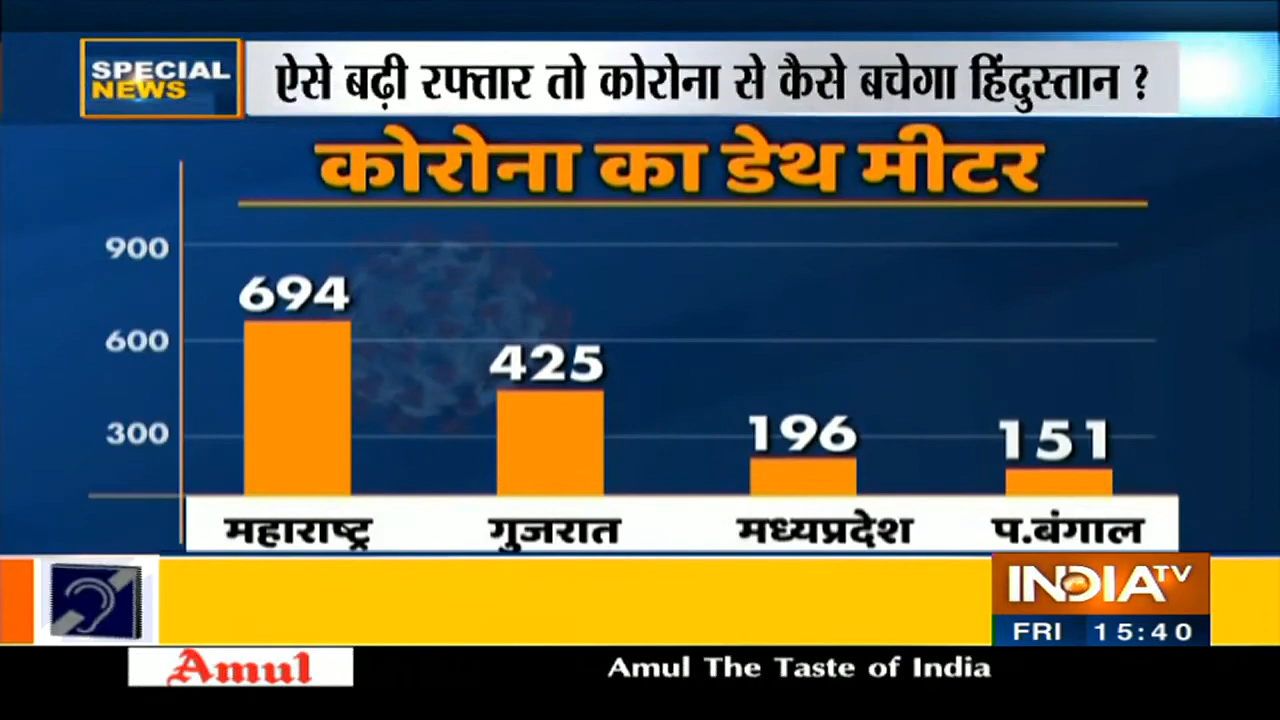 SPECIAL
NEWS
ऐसे बढ़ी रफ्तार तो कोरोना से कैसे बचेगा हिंदुस्तान ?
कोरोना का डेथ मीटर
900
600
300
694
425
196
151
महाराष्ट्र
गुजरात
मध्यप्रदेश
प.बंगाल
INDIA TV
FRI 15:40
Amul
Amul The Taste of India